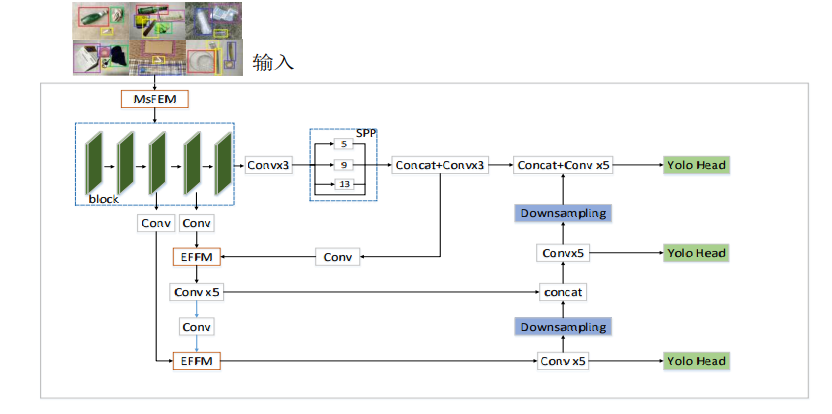 输入
MsFEM
SPP
5
Convx3
9
Concat+Convx3
Concat+Conv x5
Yolo Head
13
block
Downsampling
Conv
Conv
EFFM
Conv
Convx5
Yolo Head
Conv x5
concat
Conv
Downsampling
EFFM
Conv x5
Yolo Head